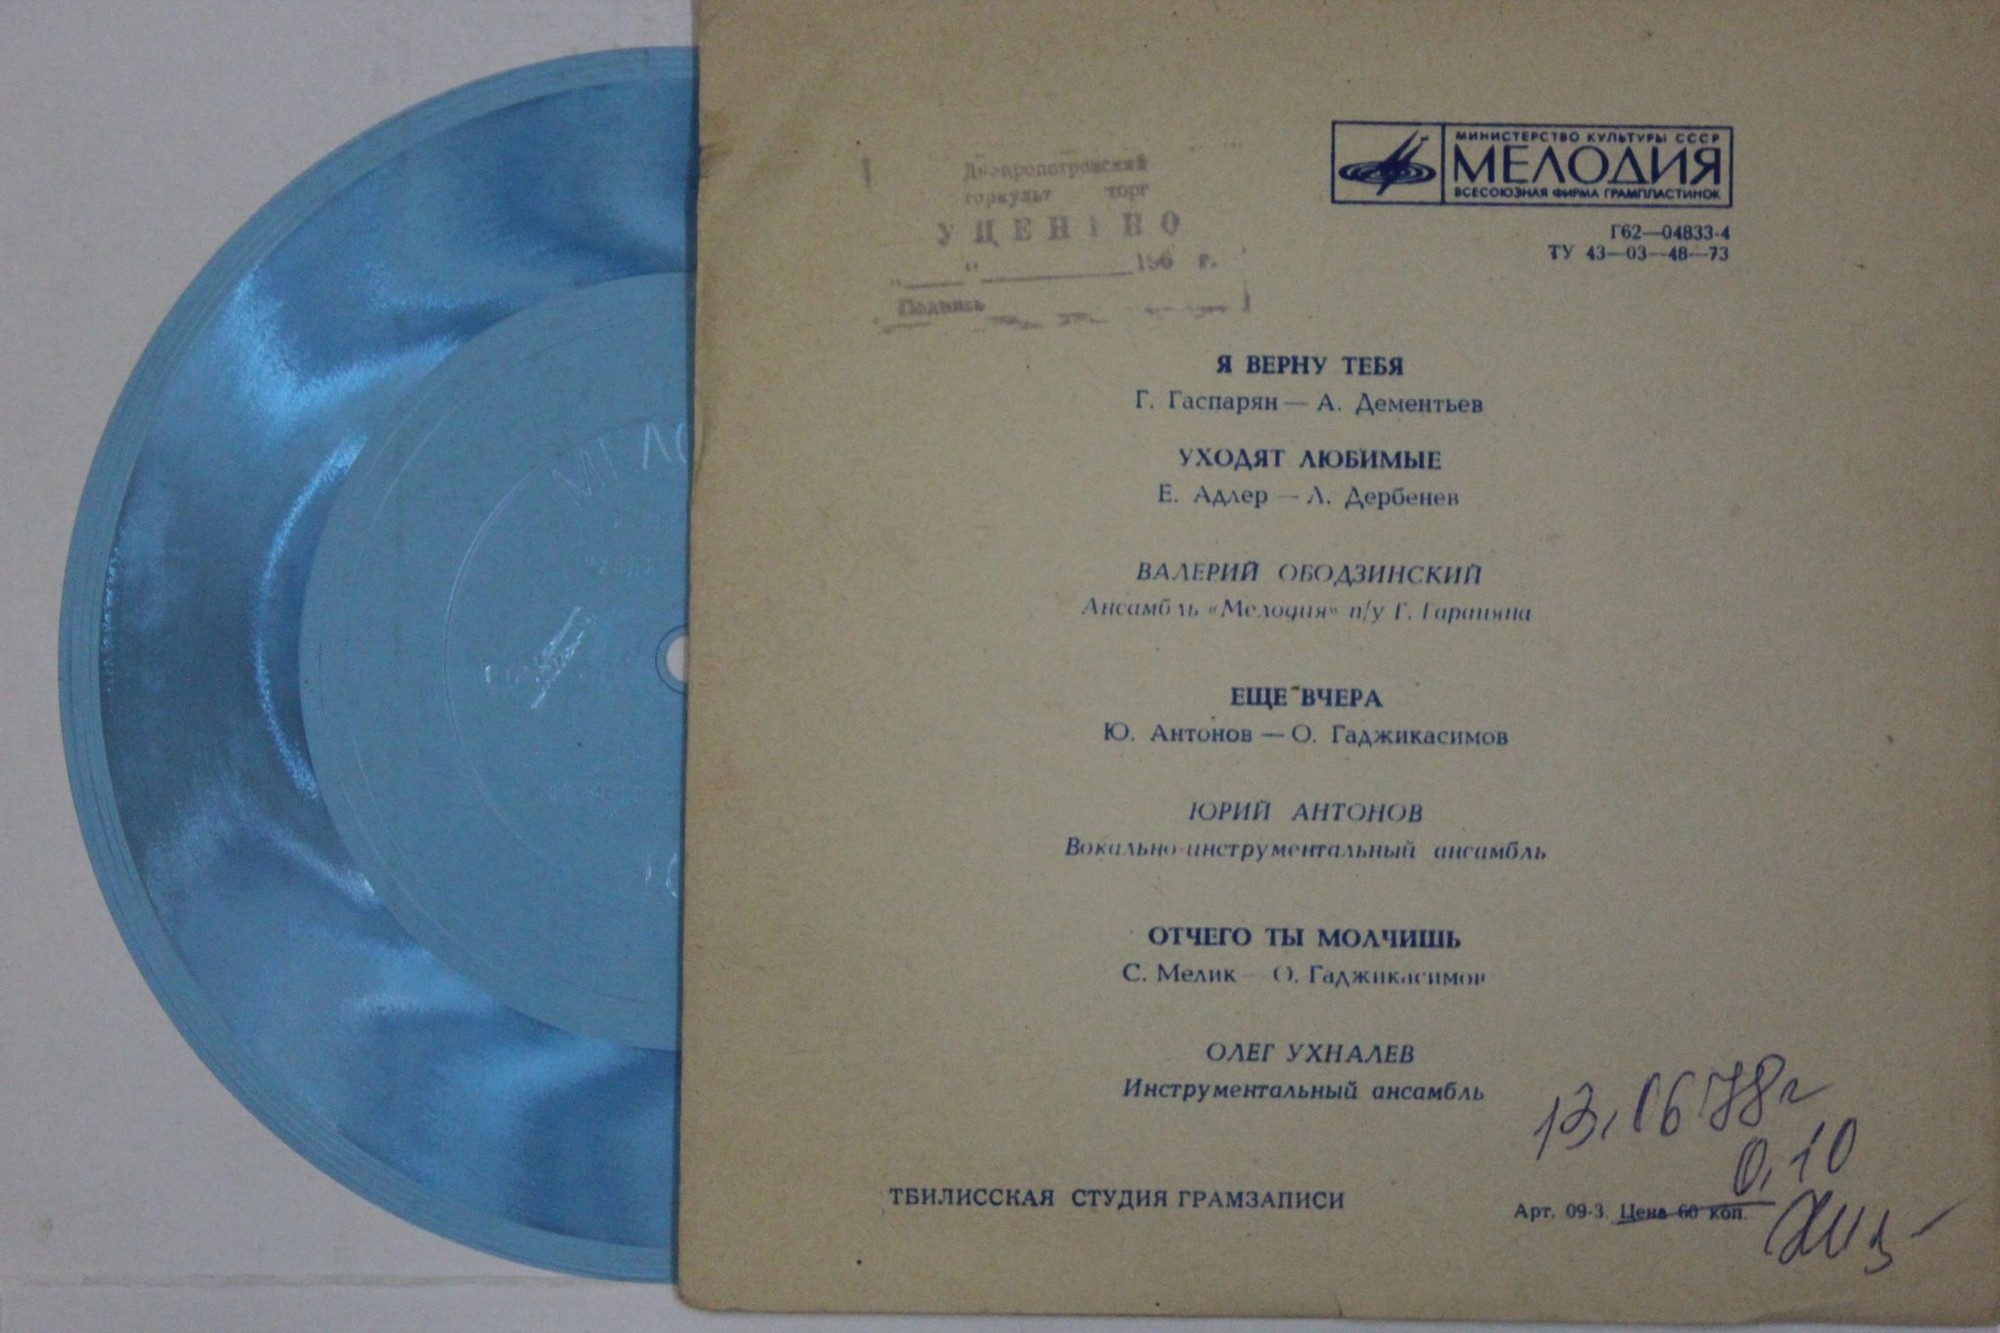 МИНИСТЕРСТВО КУЛЬТУРЫ СССР
МЕЛОДИЯ
ВСЕСОЮЗНАЯ ФИРМА ГРАМПЛАСТИНОК
Г62—04833-4
ТУ 43—03—48—73
Днепропетровский
горкульт торг
УЦЕНЕНО
" " 196 г.
Подпись
Я ВЕРНУ ТЕБЯ
Г. Гаспарян — А. Дементьев
УХОДЯТ ЛЮБИМЫЕ
Е. Адлер — Л. Дербенев
ВАЛЕРИЙ ОБОДЗИНСКИЙ
Ансамбль «Мелодия» п/у Г. Гараняна
ЕЩЕ ВЧЕРА
Ю. Антонов — О. Гаджикасимов
ЮРИЙ АНТОНОВ
Вокально-инструментальный ансамбль
ОТЧЕГО ТЫ МОЛЧИШЬ
С. Мелик — О. Гаджикасимов
ОЛЕГ УХНАЛЕВ
Инструментальный ансамбль
13.06 78г
0,10
ТБИЛИССКАЯ СТУДИЯ ГРАМЗАПИСИ
Арт. 09-3. Цена 60 коп.